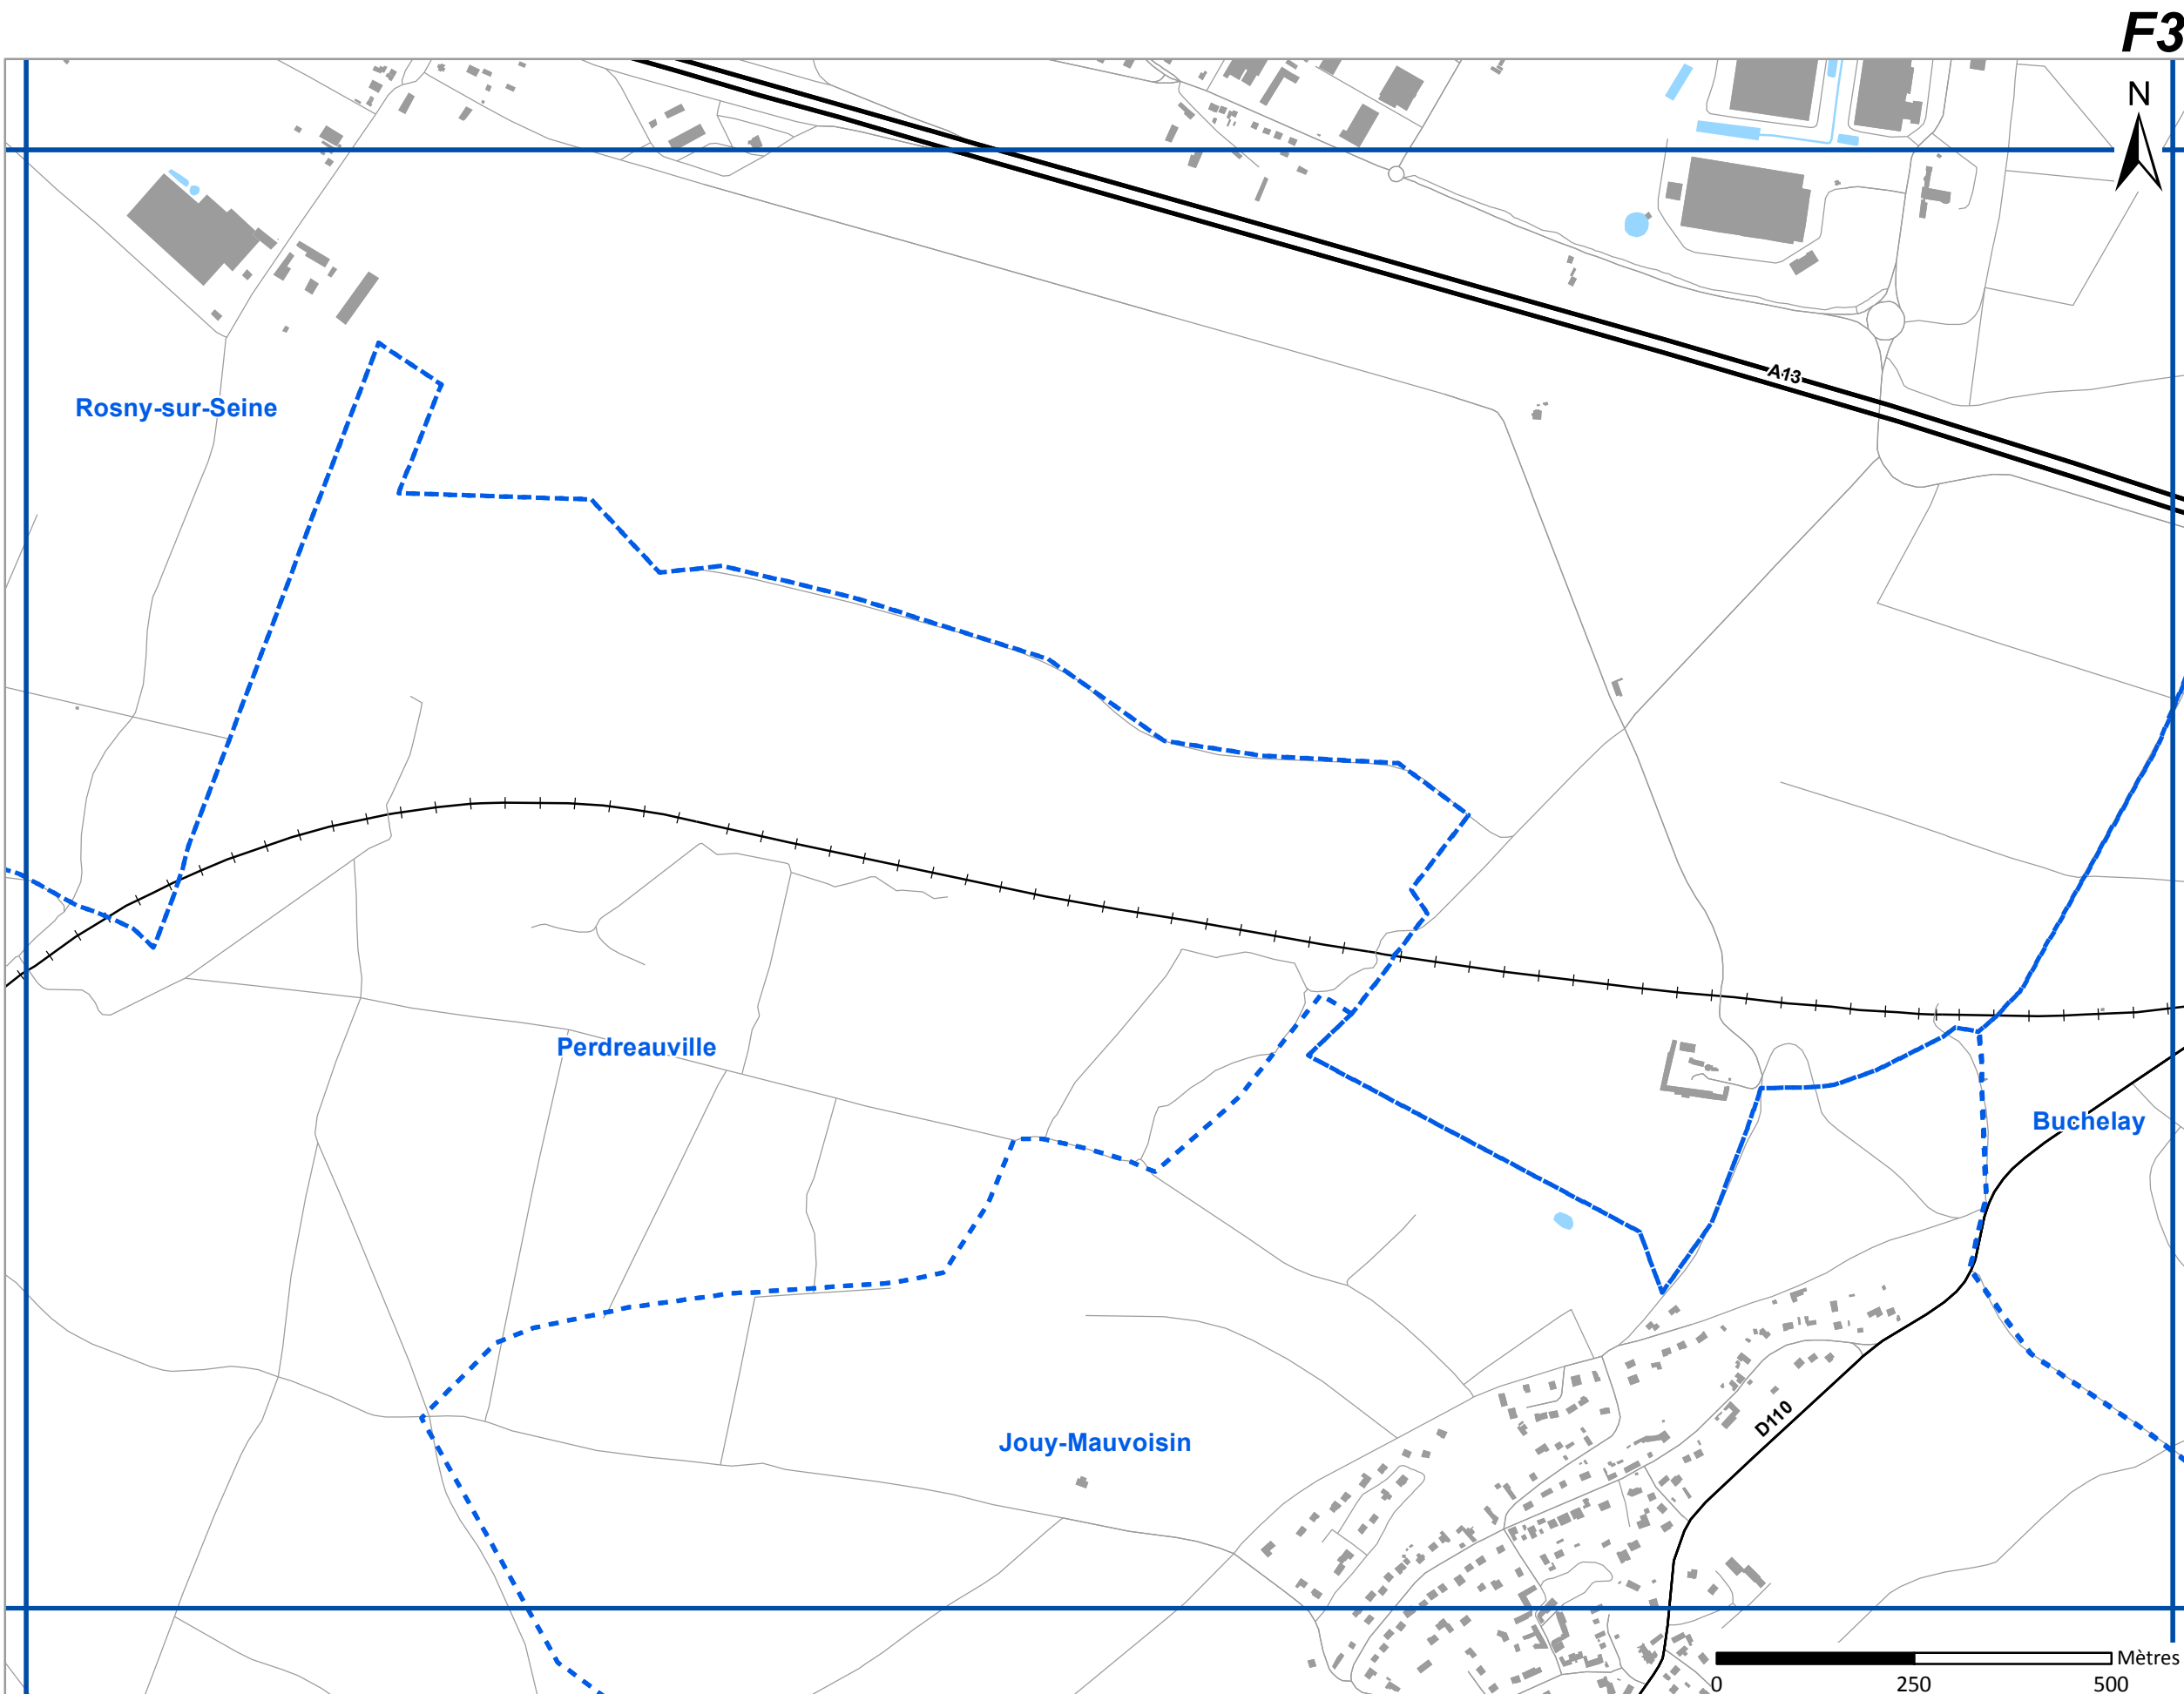 F3
N
A13
Rosny-sur-Seine
Perdreauville
Buchelay
D110
Jouy-Mauvoisin
Mètres
0 250 500